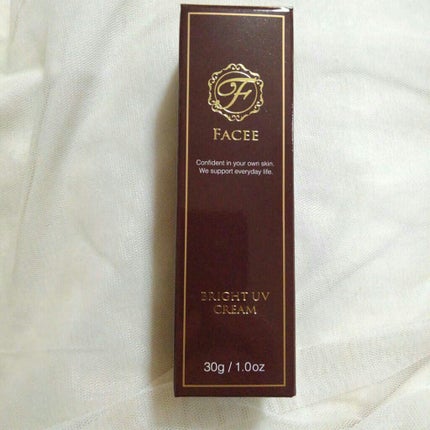 F
FACEE
Confident in your own skin.
We support everyday life.
BRIGHT UV
CREAM
30g / 1.0oz